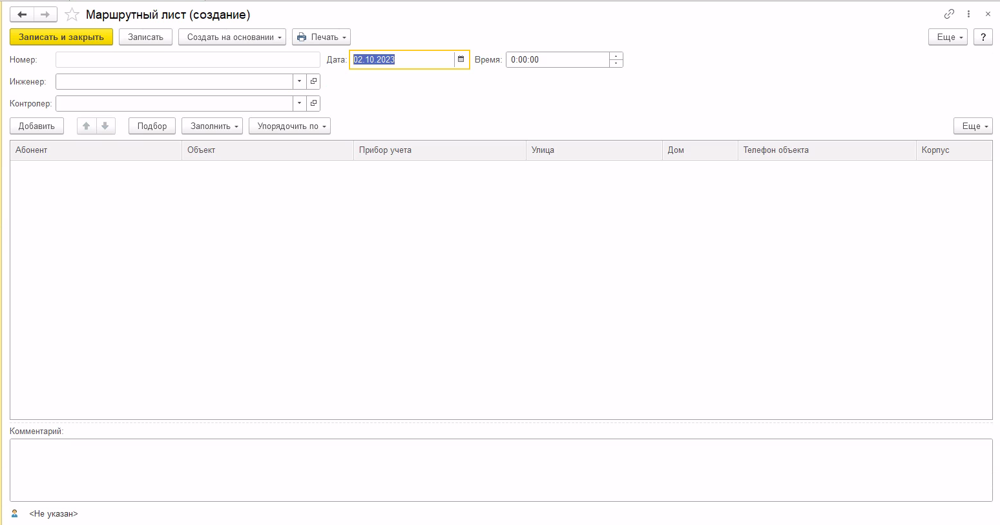 Маршрутный лист (создание)
Записать и закрыть Записать Создать на основании Печать Еще ?
Номер: Дата: 02.10.2023 Время: 0:00:00
Инженер:
Контролер:
Добавить Подбор Заполнить Упорядочить по Еще
Абонент Объект Прибор учета Улица Дом Телефон объекта Корпус
Комментарий:
<Не указан>